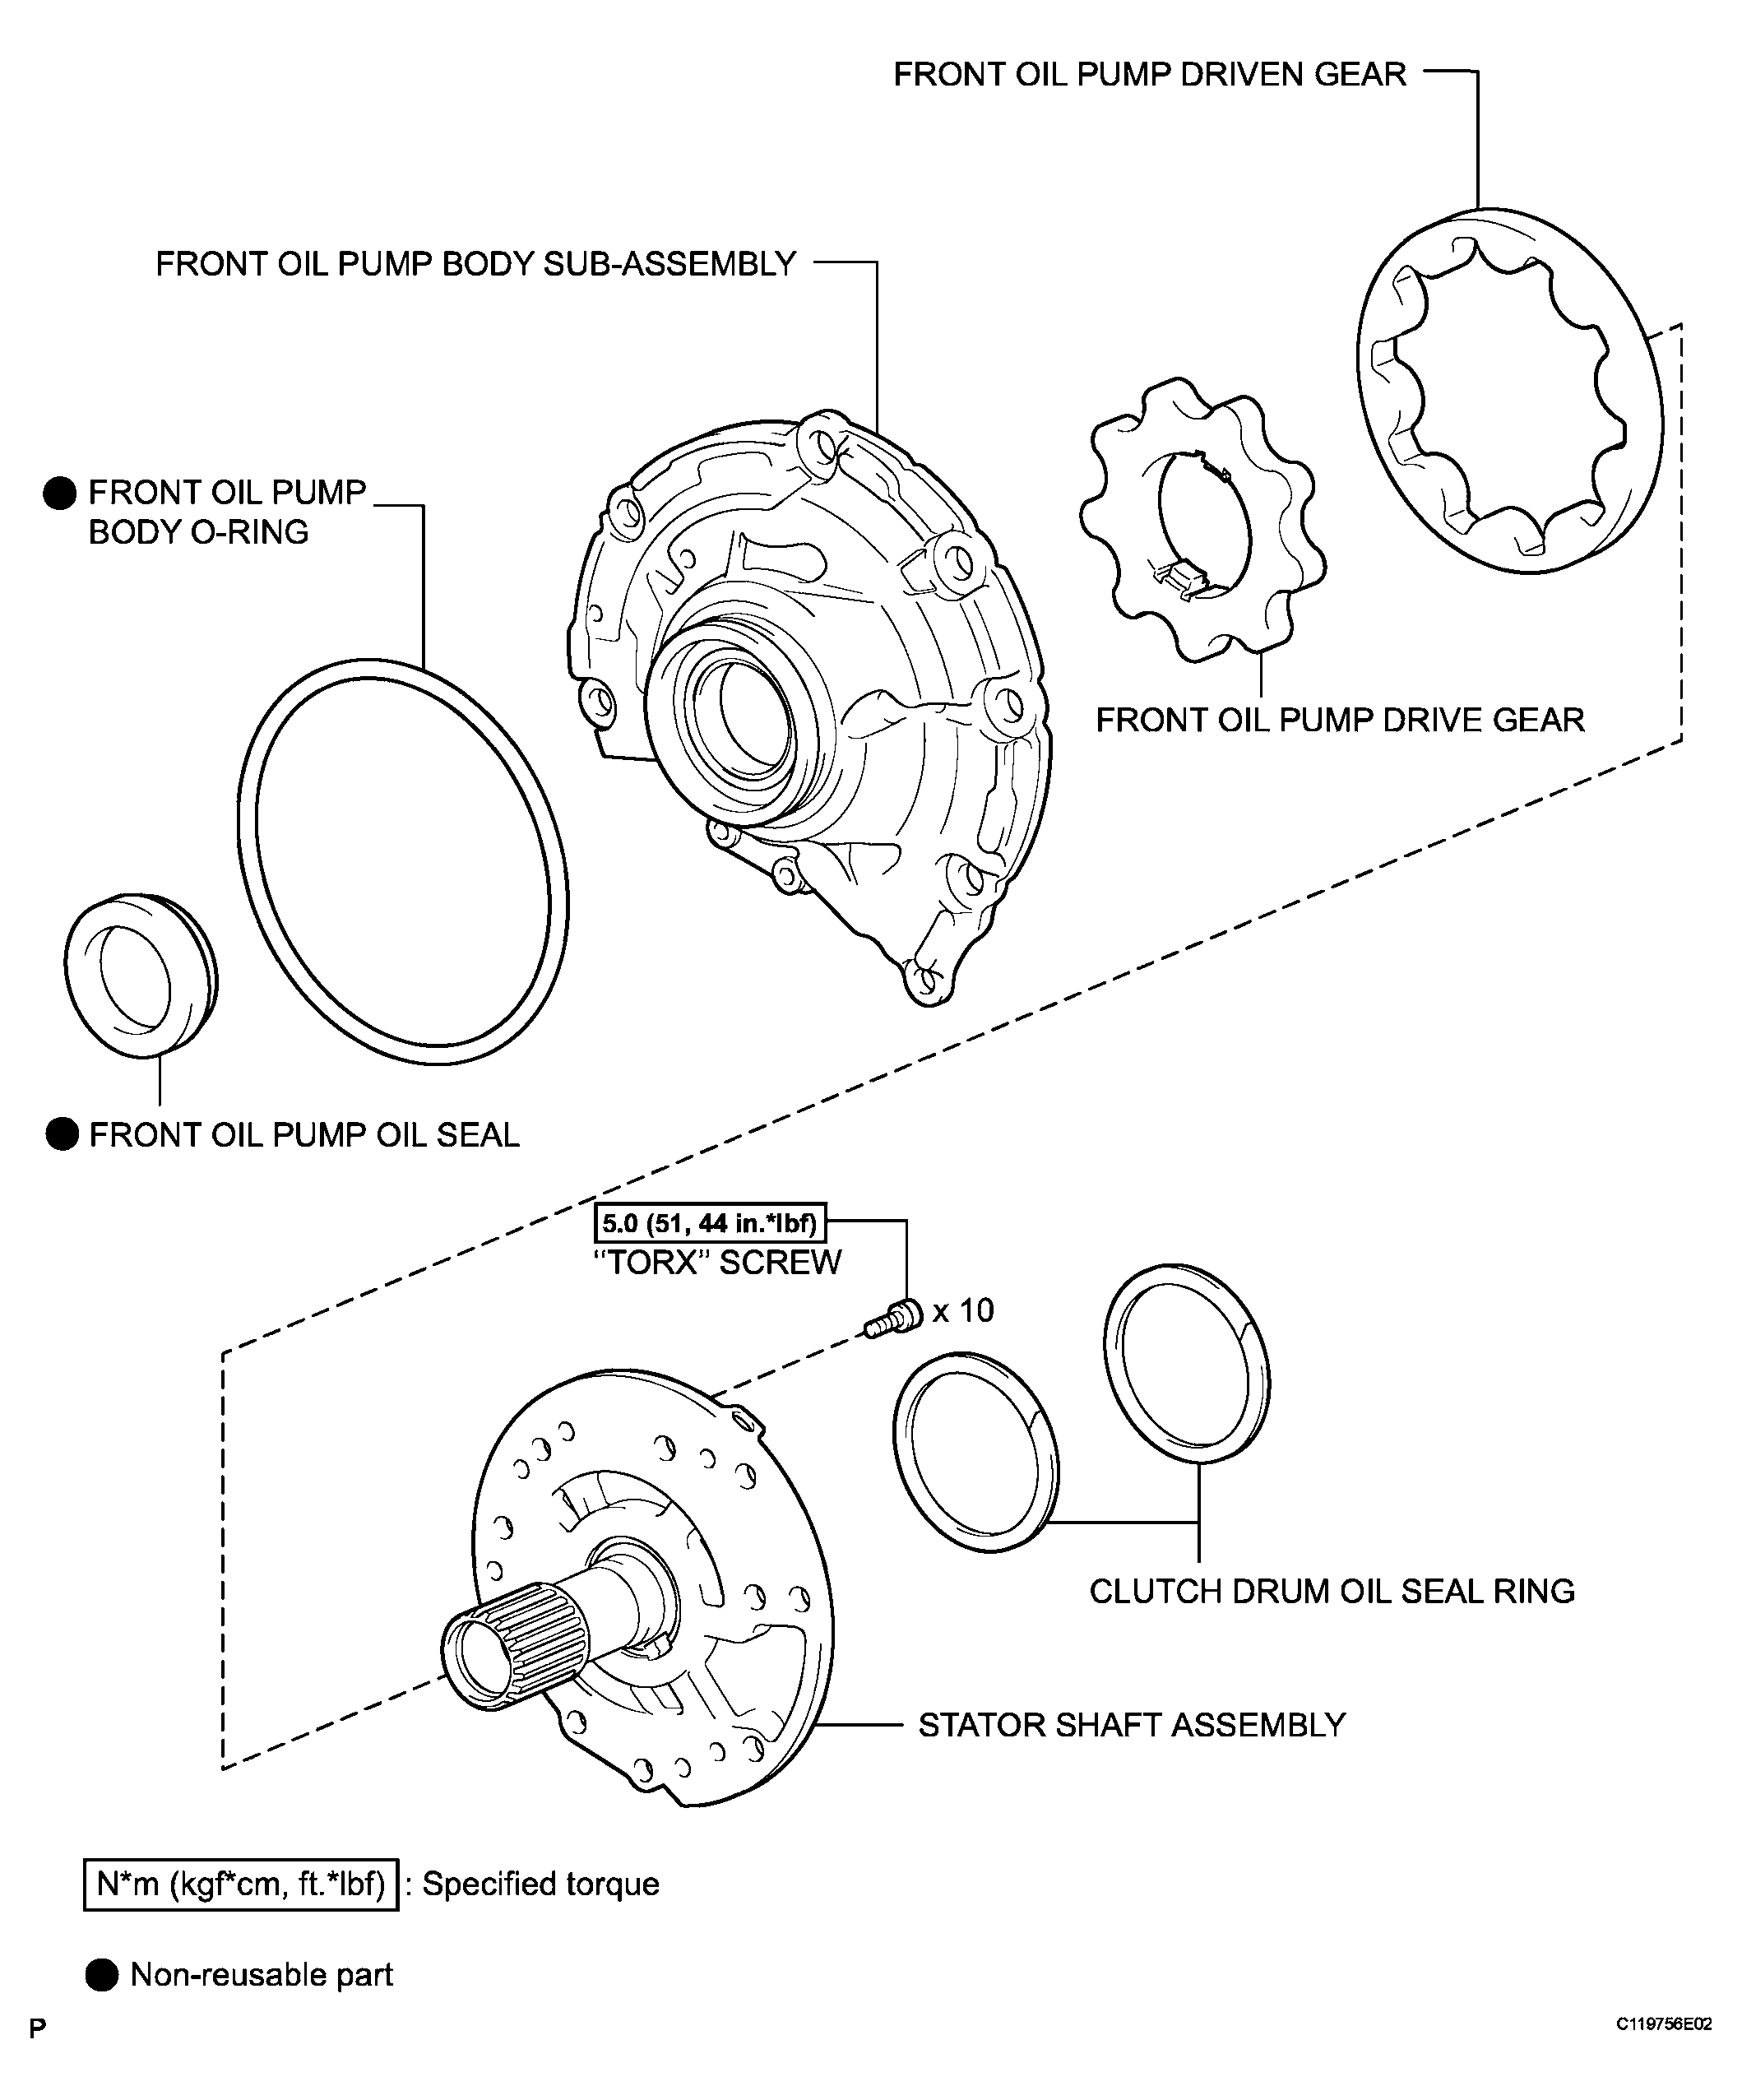 FRONT OIL PUMP DRIVEN GEAR
FRONT OIL PUMP BODY SUB-ASSEMBLY
FRONT OIL PUMP
BODY O-RING
FRONT OIL PUMP DRIVE GEAR
FRONT OIL PUMP OIL SEAL
5.0 (51, 44 in.*lbf)
“TORX” SCREW
x 10
CLUTCH DRUM OIL SEAL RING
STATOR SHAFT ASSEMBLY
N*m (kgf*cm, ft.*lbf) : Specified torque
Non-reusable part
P
C119756E02